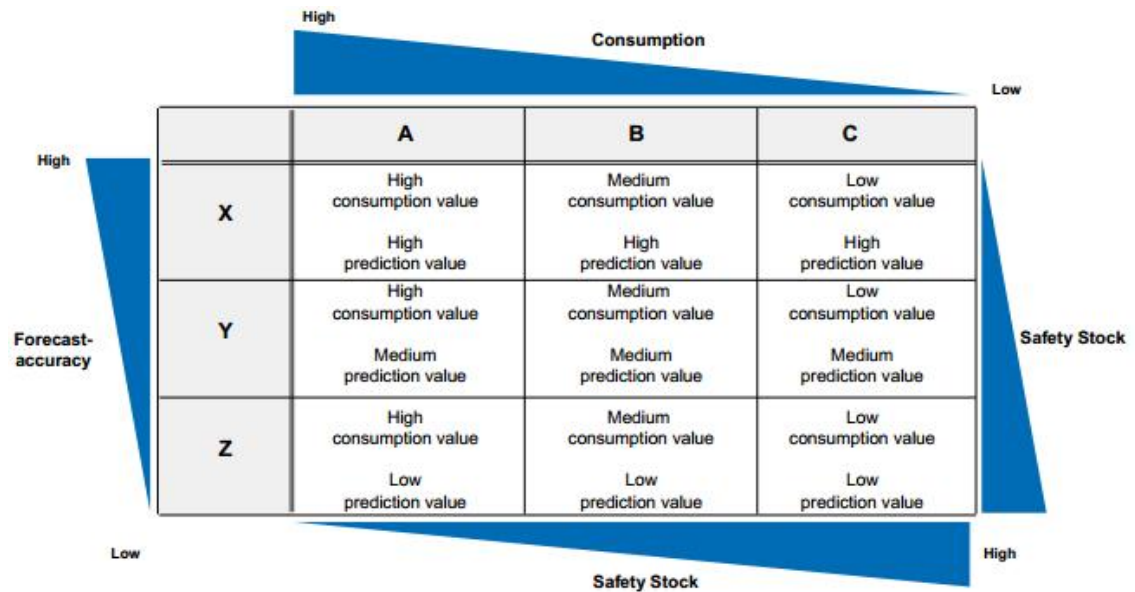 High
Consumption
Low
A B C
High
X
High
consumption value
High
prediction value
Medium
consumption value
High
prediction value
Low
consumption value
High
prediction value
Forecast-
accuracy
Y
High
consumption value
Medium
prediction value
Medium
consumption value
Medium
prediction value
Low
consumption value
Medium
prediction value
Safety Stock
Z
High
consumption value
Low
prediction value
Medium
consumption value
Low
prediction value
Low
consumption value
Low
prediction value
Low
High
Safety Stock